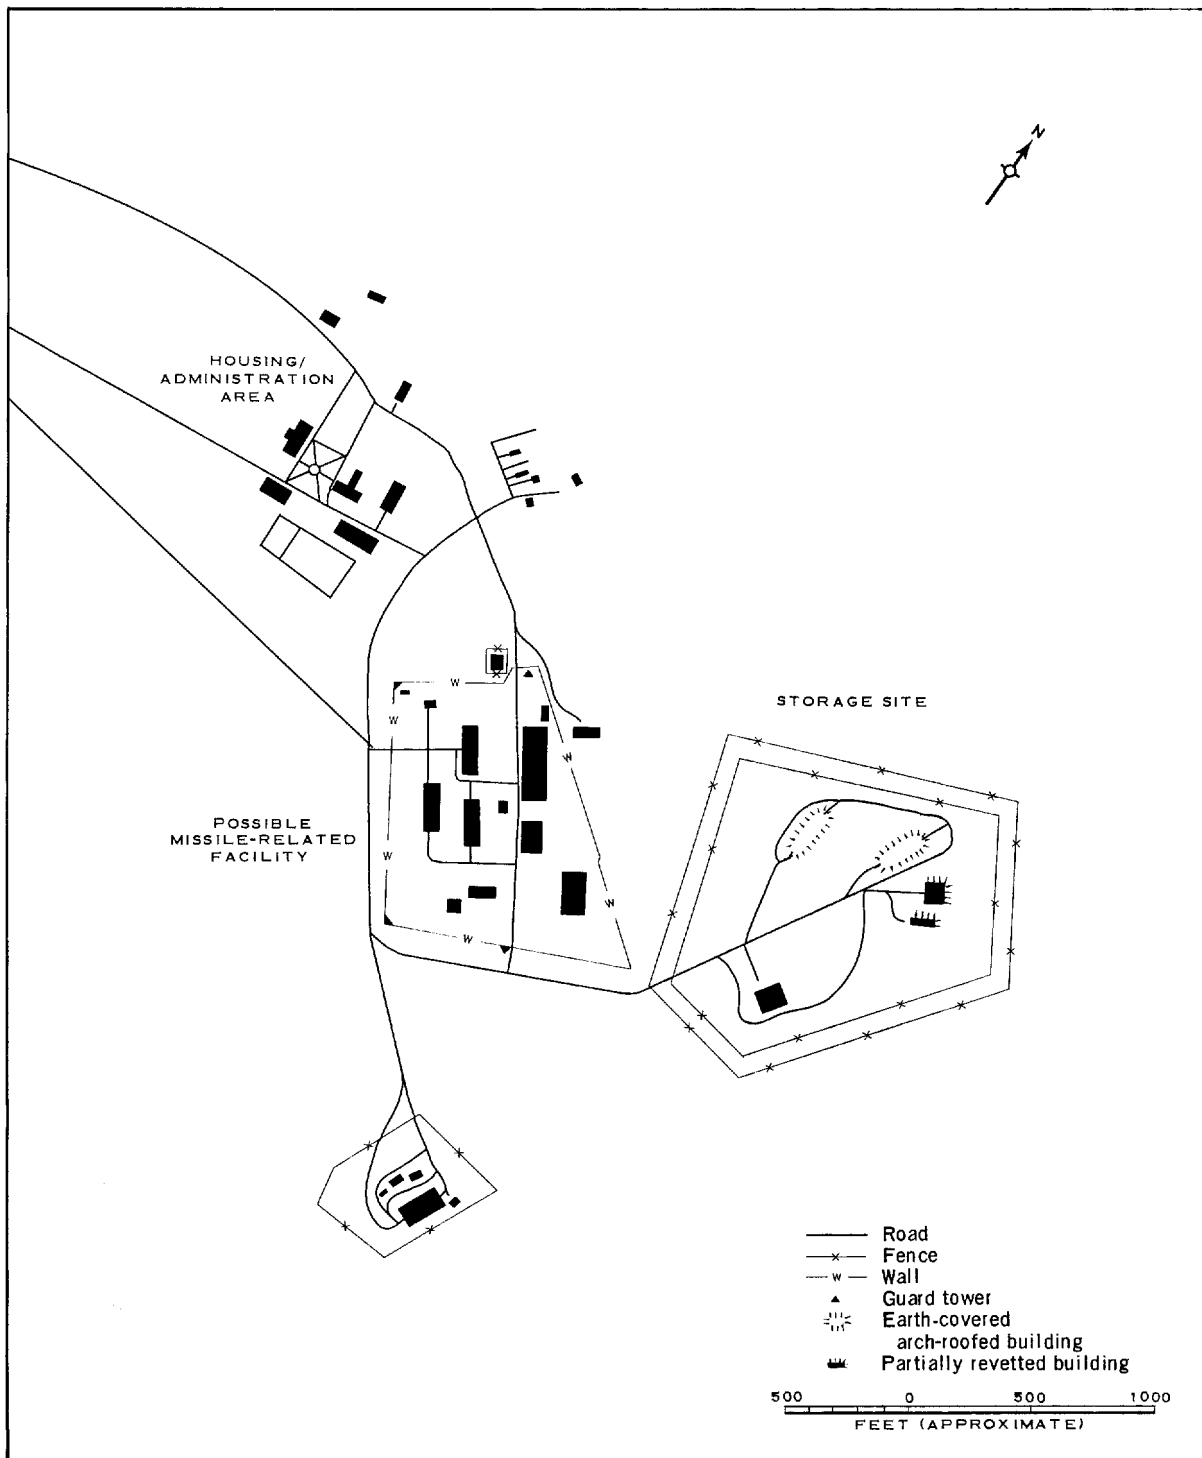 N
HOUSING/
ADMINISTRATION
AREA
W
W
W
STORAGE SITE
POSSIBLE
MISSILE-RELATED
FACILITY
W
W
W
Road
Fence
W
Wall
Guard tower
Earth-covered
arch-roofed building
Partially revetted building
500 0 500 1000
FEET (APPROXIMATE)